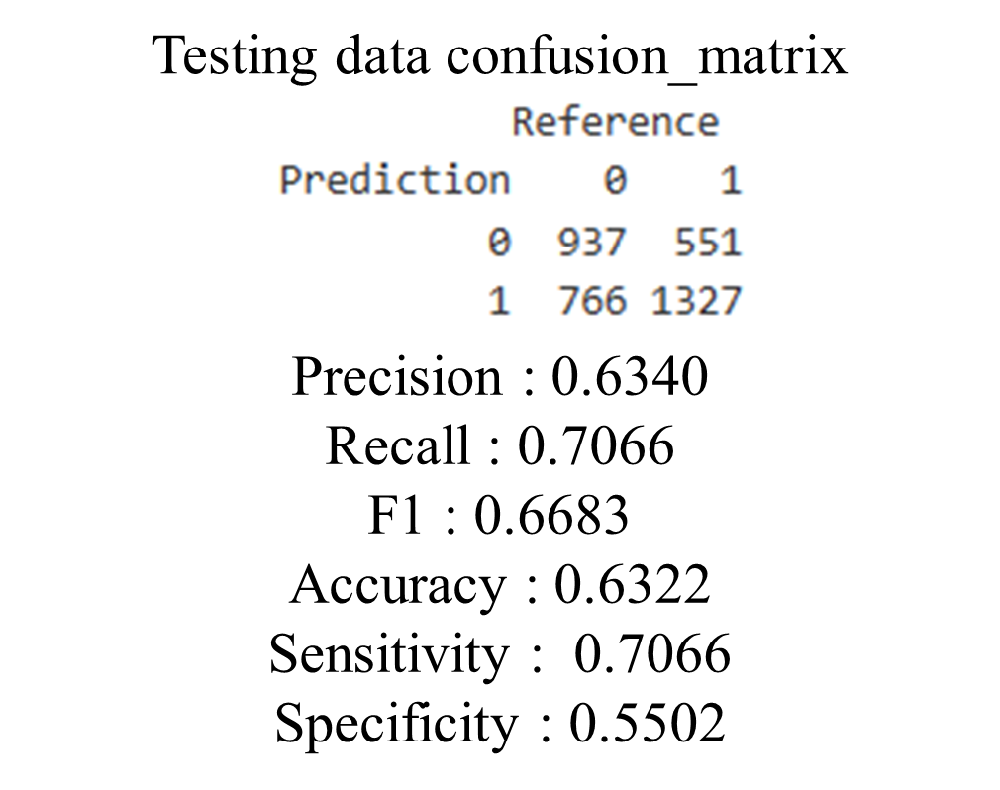 Testing data confusion_matrix
Reference
Prediction 0 1
0 937 551
1 766 1327
Precision : 0.6340
Recall : 0.7066
F1 : 0.6683
Accuracy : 0.6322
Sensitivity : 0.7066
Specificity : 0.5502